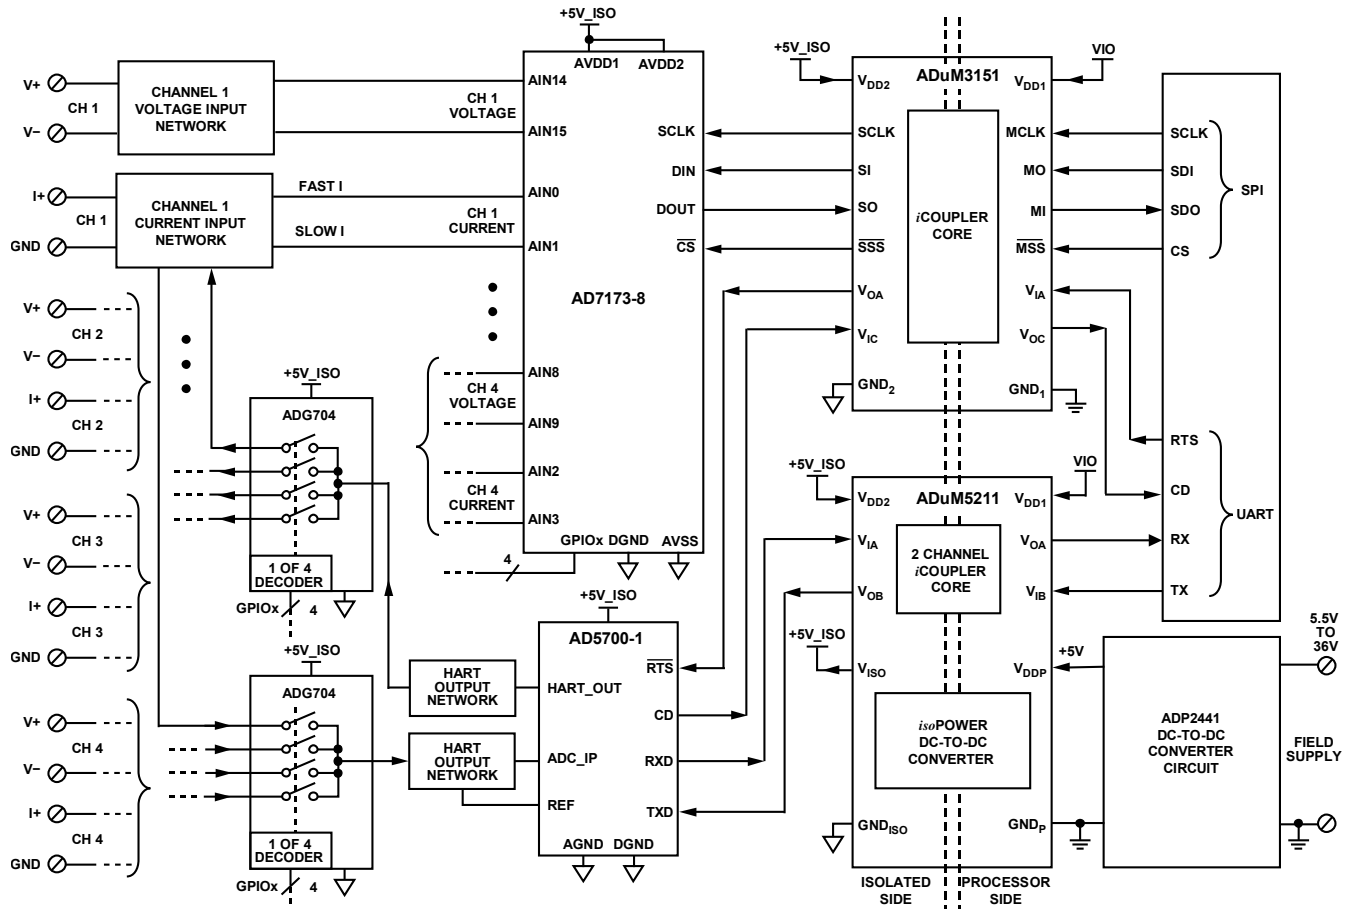 V+
CH 1
V−
CHANNEL 1
VOLTAGE INPUT
NETWORK
CH 1
VOLTAGE
I+
CH 1
GND
CHANNEL 1
CURRENT INPUT
NETWORK
FAST I
SLOW I
CH 1
CURRENT
V+
CH 2
V−
I+
CH 2
GND
V+
CH 3
V−
I+
CH 3
GND
V+
CH 4
V−
I+
CH 4
GND
+5V_ISO
ADG704
1 OF 4
DECODER
GPIOx
4
+5V_ISO
ADG704
1 OF 4
DECODER
GPIOx
4
CH 4
VOLTAGE
CH 4
CURRENT
4
+5V_ISO
AVDD1
AVDD2
AIN14
AIN15
AIN0
AIN1
AD7173-8
AIN8
AIN9
AIN2
AIN3
GPIOx
DGND
AVSS
SCLK
DIN
DOUT
CS
HART
OUTPUT
NETWORK
HART
OUTPUT
NETWORK
+5V_ISO
AD5700-1
HART_OUT
ADC_IP
REF
RTS
CD
RXD
TXD
AGND
DGND
+5V_ISO
VIO
ADuM3151
VDD2
SCLK
SI
SO
SSS
VOA
VIC
GND2
iCOUPLER
CORE
VDD1
MCLK
MO
MI
MSS
VIA
VOC
GND1
+5V_ISO
VIO
ADuM5211
VDD2
VIA
VOB
+5V_ISO
VISO
GNDISO
2 CHANNEL
iCOUPLER
CORE
isoPOWER
DC-TO-DC
CONVERTER
VDD1
VOA
VIB
VDDP
GNDP
ISOLATED
SIDE
PROCESSOR
SIDE
SCLK
SDI
SDO
CS
SPI
RTS
CD
RX
TX
UART
+5V
ADP2441
DC-TO-DC
CONVERTER
CIRCUIT
5.5V
TO
36V
FIELD
SUPPLY